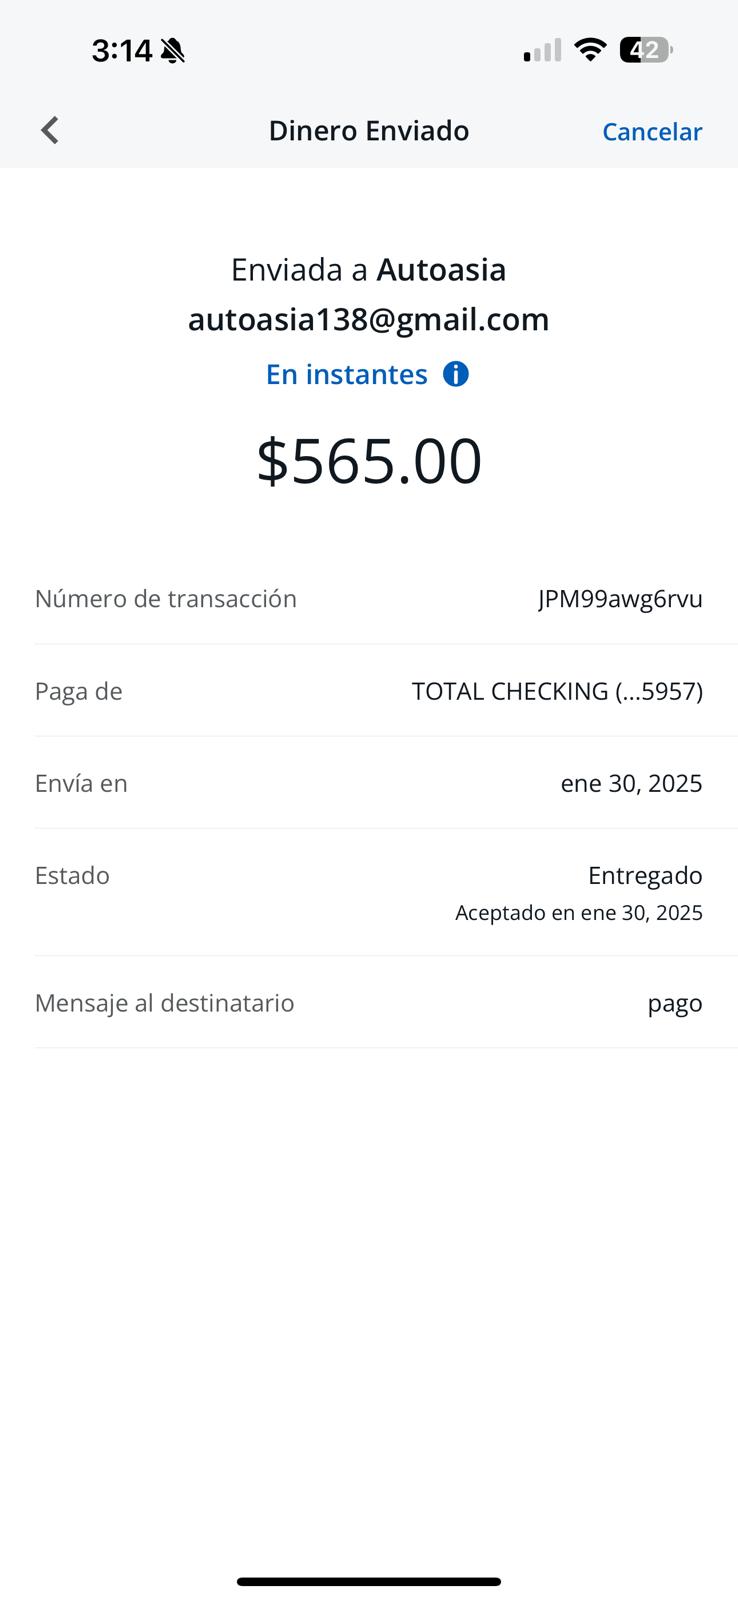 3:14
42
Dinero Enviado
Cancelar
Enviada a Autoasia
autoasia138@gmail.com
En instantes
$565.00
Número de transacción
JPM99awg6rvu
Paga de
TOTAL CHECKING (...5957)
Envía en
ene 30, 2025
Estado
Entregado
Aceptado en ene 30, 2025
Mensaje al destinatario
pago